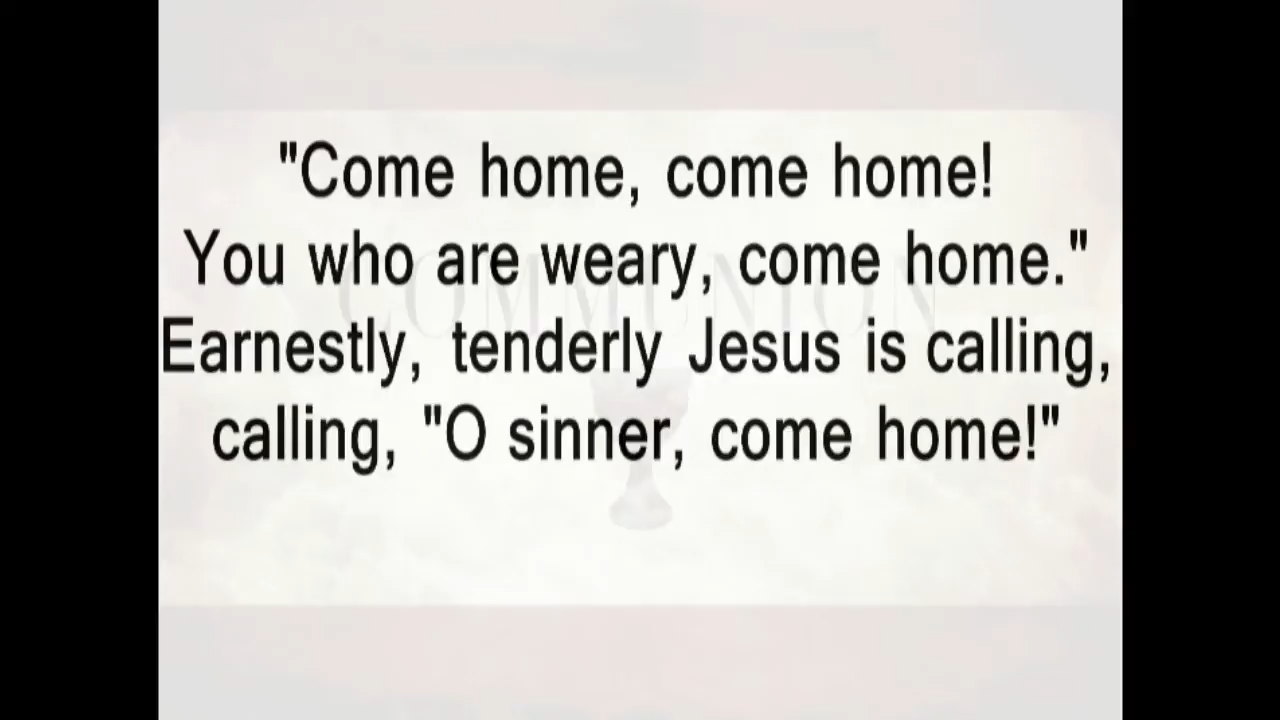 "Come home, come home!
You who are weary, come home."
Earnestly, tenderly Jesus is calling,
calling, "O sinner, come home!"
COMMUNION